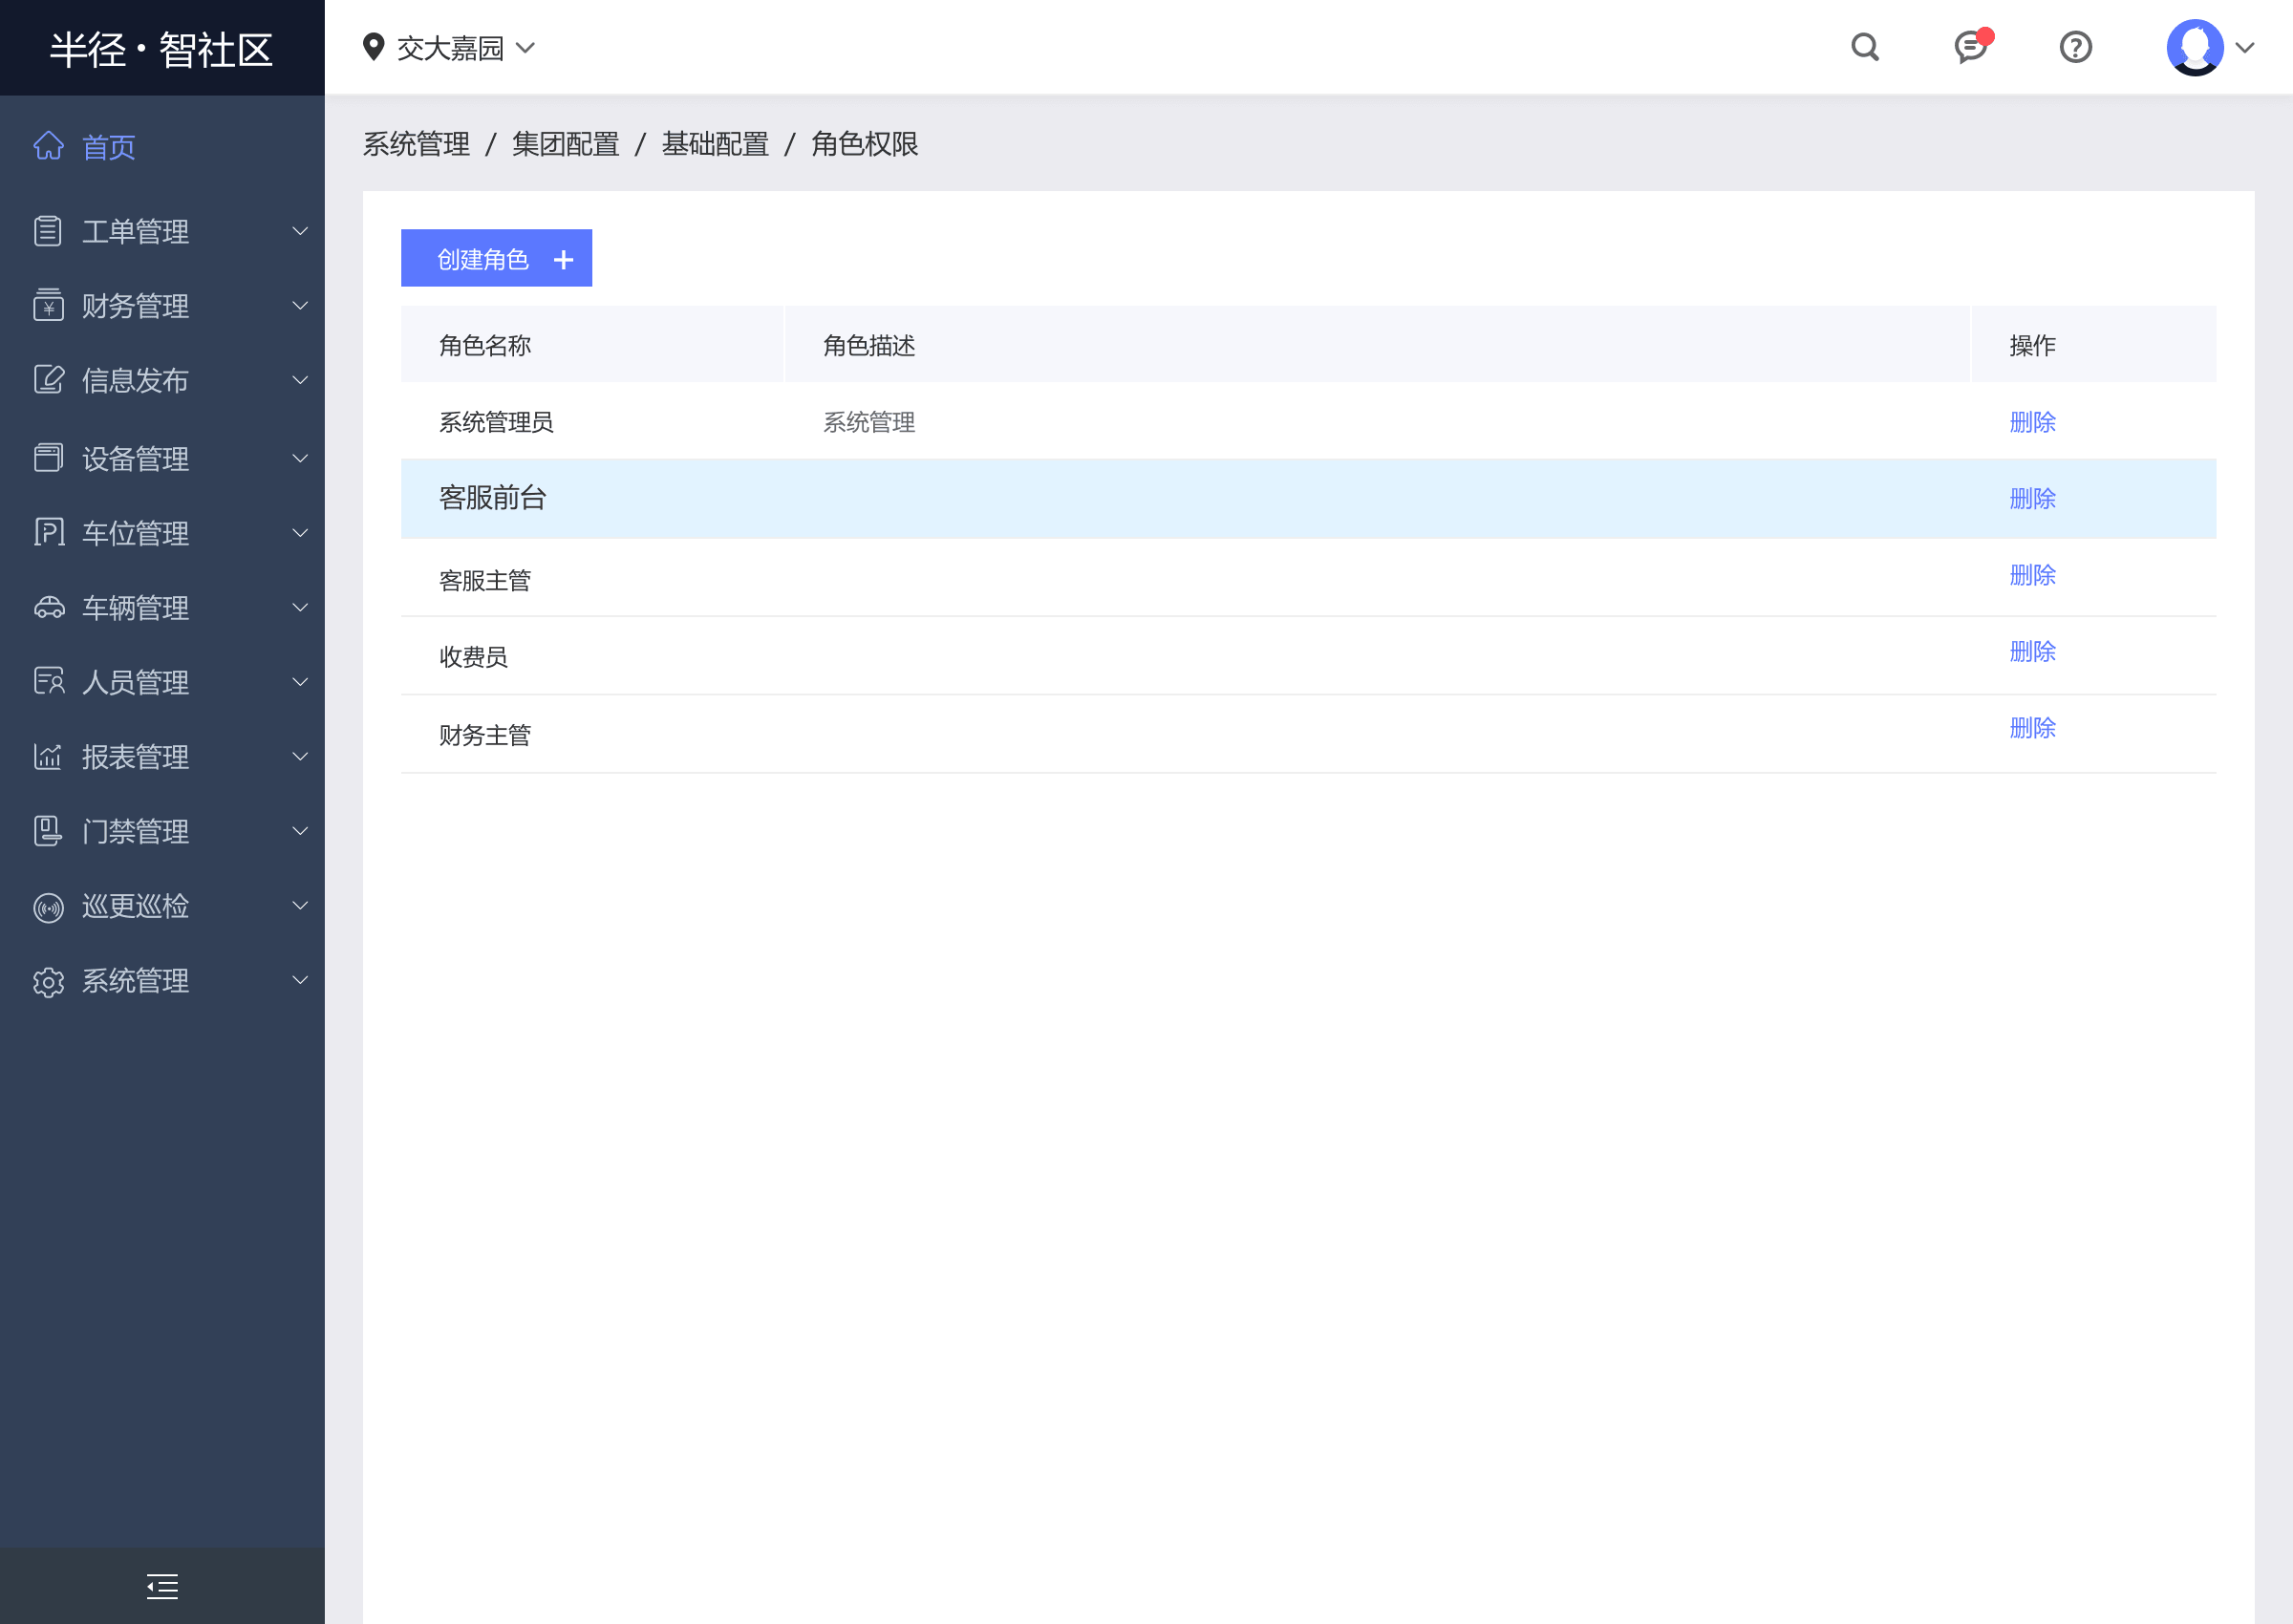 半径·智社区
交大嘉园
首页
工单管理
财务管理
信息发布
设备管理
车位管理
车辆管理
人员管理
报表管理
门禁管理
巡更巡检
系统管理
系统管理 / 集团配置 / 基础配置 / 角色权限
创建角色 +
角色名称 角色描述 操作
系统管理员 系统管理 删除
客服前台 删除
客服主管 删除
收费员 删除
财务主管 删除